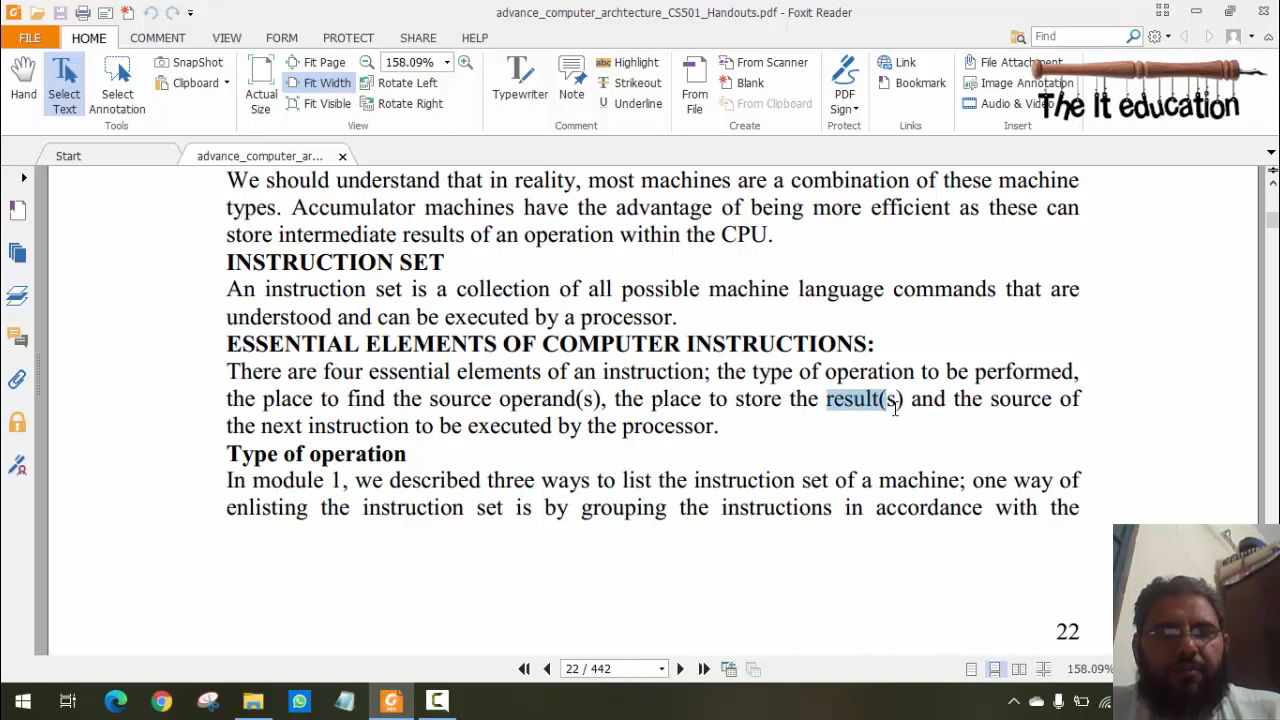 advance_computer_archtecture_CS501_Handouts.pdf - Foxit Reader
FILE HOME COMMENT VIEW FORM PROTECT SHARE HELP
Find
Hand
Select Text
Select Annotation
SnapShot
Clipboard
Tools
Actual Size
Fit Page
Fit Width
Fit Visible
158.09%
Rotate Left
Rotate Right
View
Typewriter
Note
Highlight
Strikeout
Underline
Comment
From File
From Scanner
Blank
From Clipboard
Create
PDF Sign
Protect
Link
Bookmark
Links
File Attachment
Image Annotation
Audio & Video
Insert
The It education
Start
advance_computer_ar...
We should understand that in reality, most machines are a combination of these machine
types. Accumulator machines have the advantage of being more efficient as these can
store intermediate results of an operation within the CPU.
INSTRUCTION SET
An instruction set is a collection of all possible machine language commands that are
understood and can be executed by a processor.
ESSENTIAL ELEMENTS OF COMPUTER INSTRUCTIONS:
There are four essential elements of an instruction; the type of operation to be performed,
the place to find the source operand(s), the place to store the result(s) and the source of
the next instruction to be executed by the processor.
Type of operation
In module 1, we described three ways to list the instruction set of a machine; one way of
enlisting the instruction set is by grouping the instructions in accordance with the
22
22 / 442
158.09%